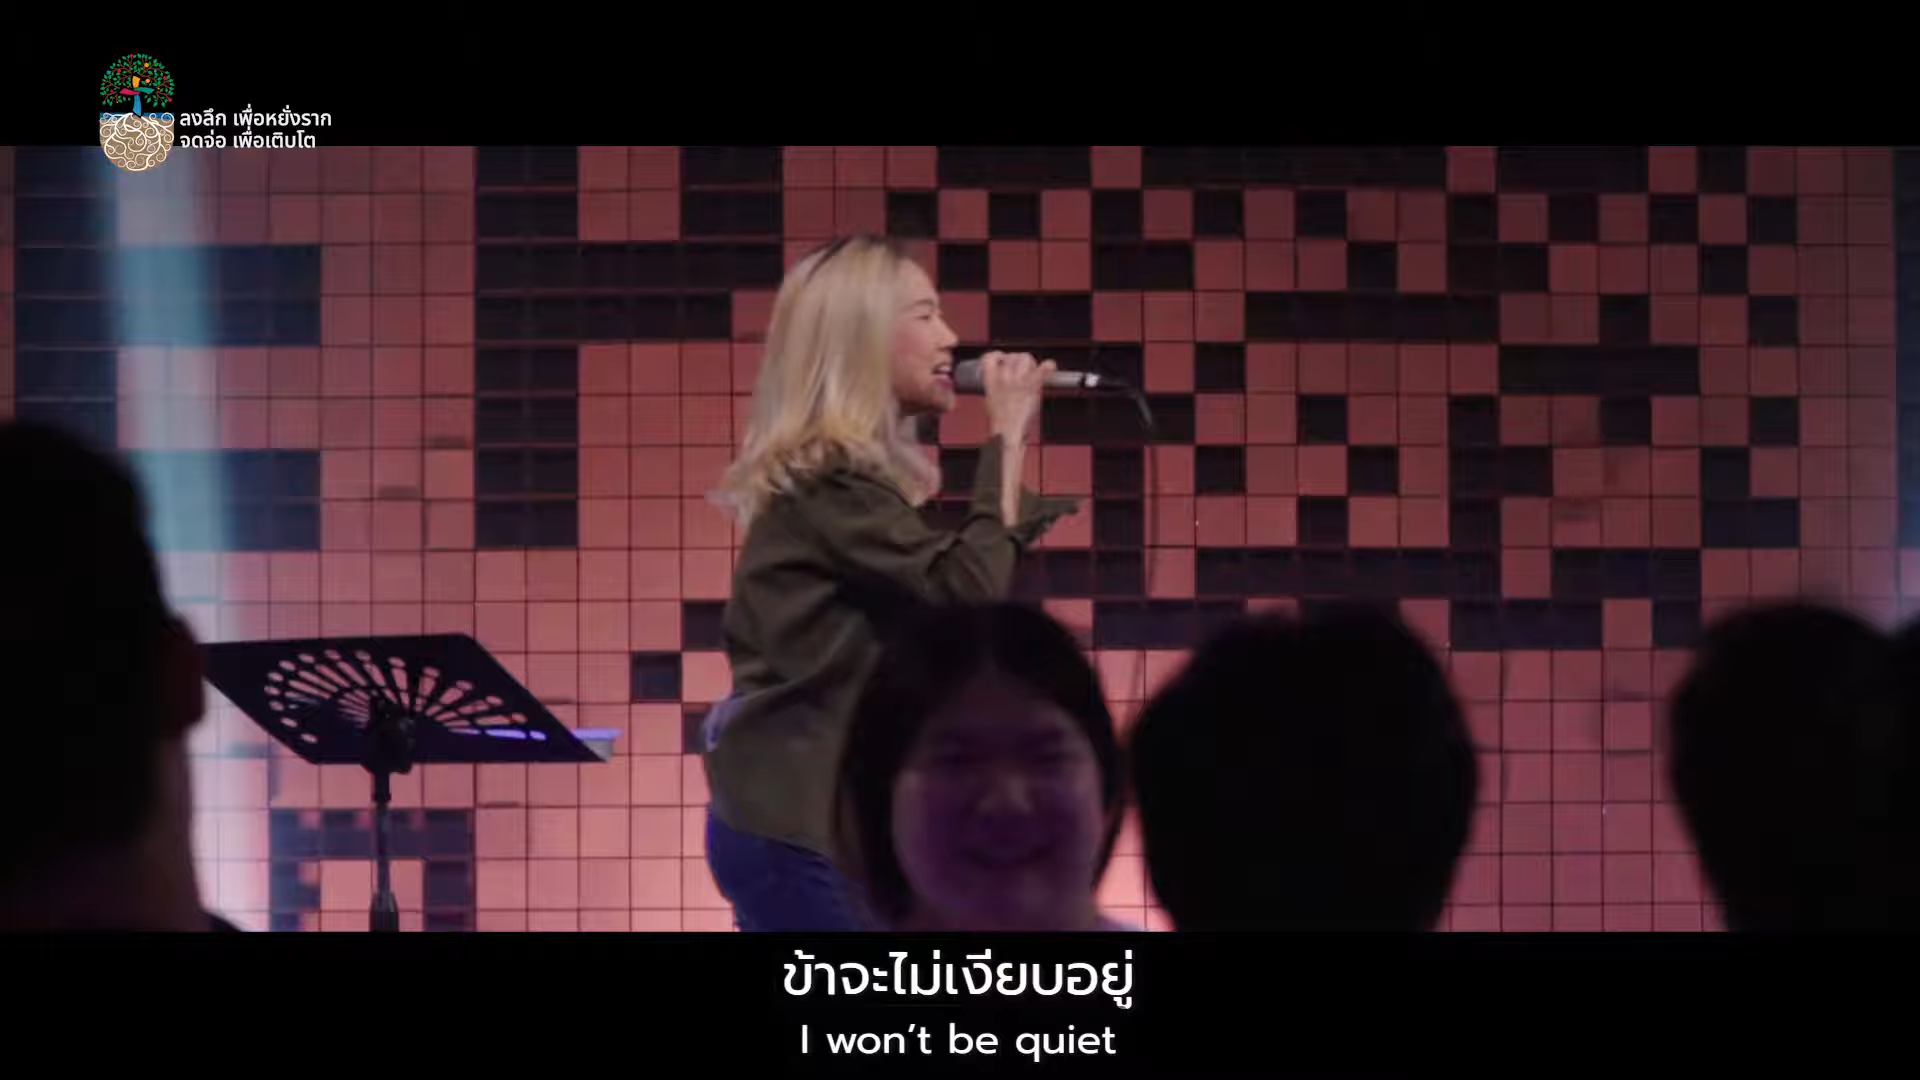 ลงลึก เพื่อหยั่งราก
จดจ่อ เพื่อเติบโต
ข้าจะไม่เงียบอยู่
I won't be quiet